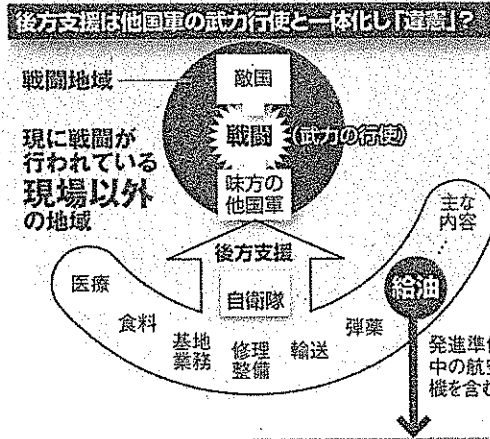 後方支援は他国軍の武力行使と一体化し「違憲」?
戦闘地域
敵国
戦闘
(武力の行使)
味方の
他国軍
現に戦闘が
行われている
現場以外
の地域
後方支援
自衛隊
医療
食料
基地
業務
修理
整備
輸送
弾薬
給油
主な
内容
発進準備
中の航空
機を含む